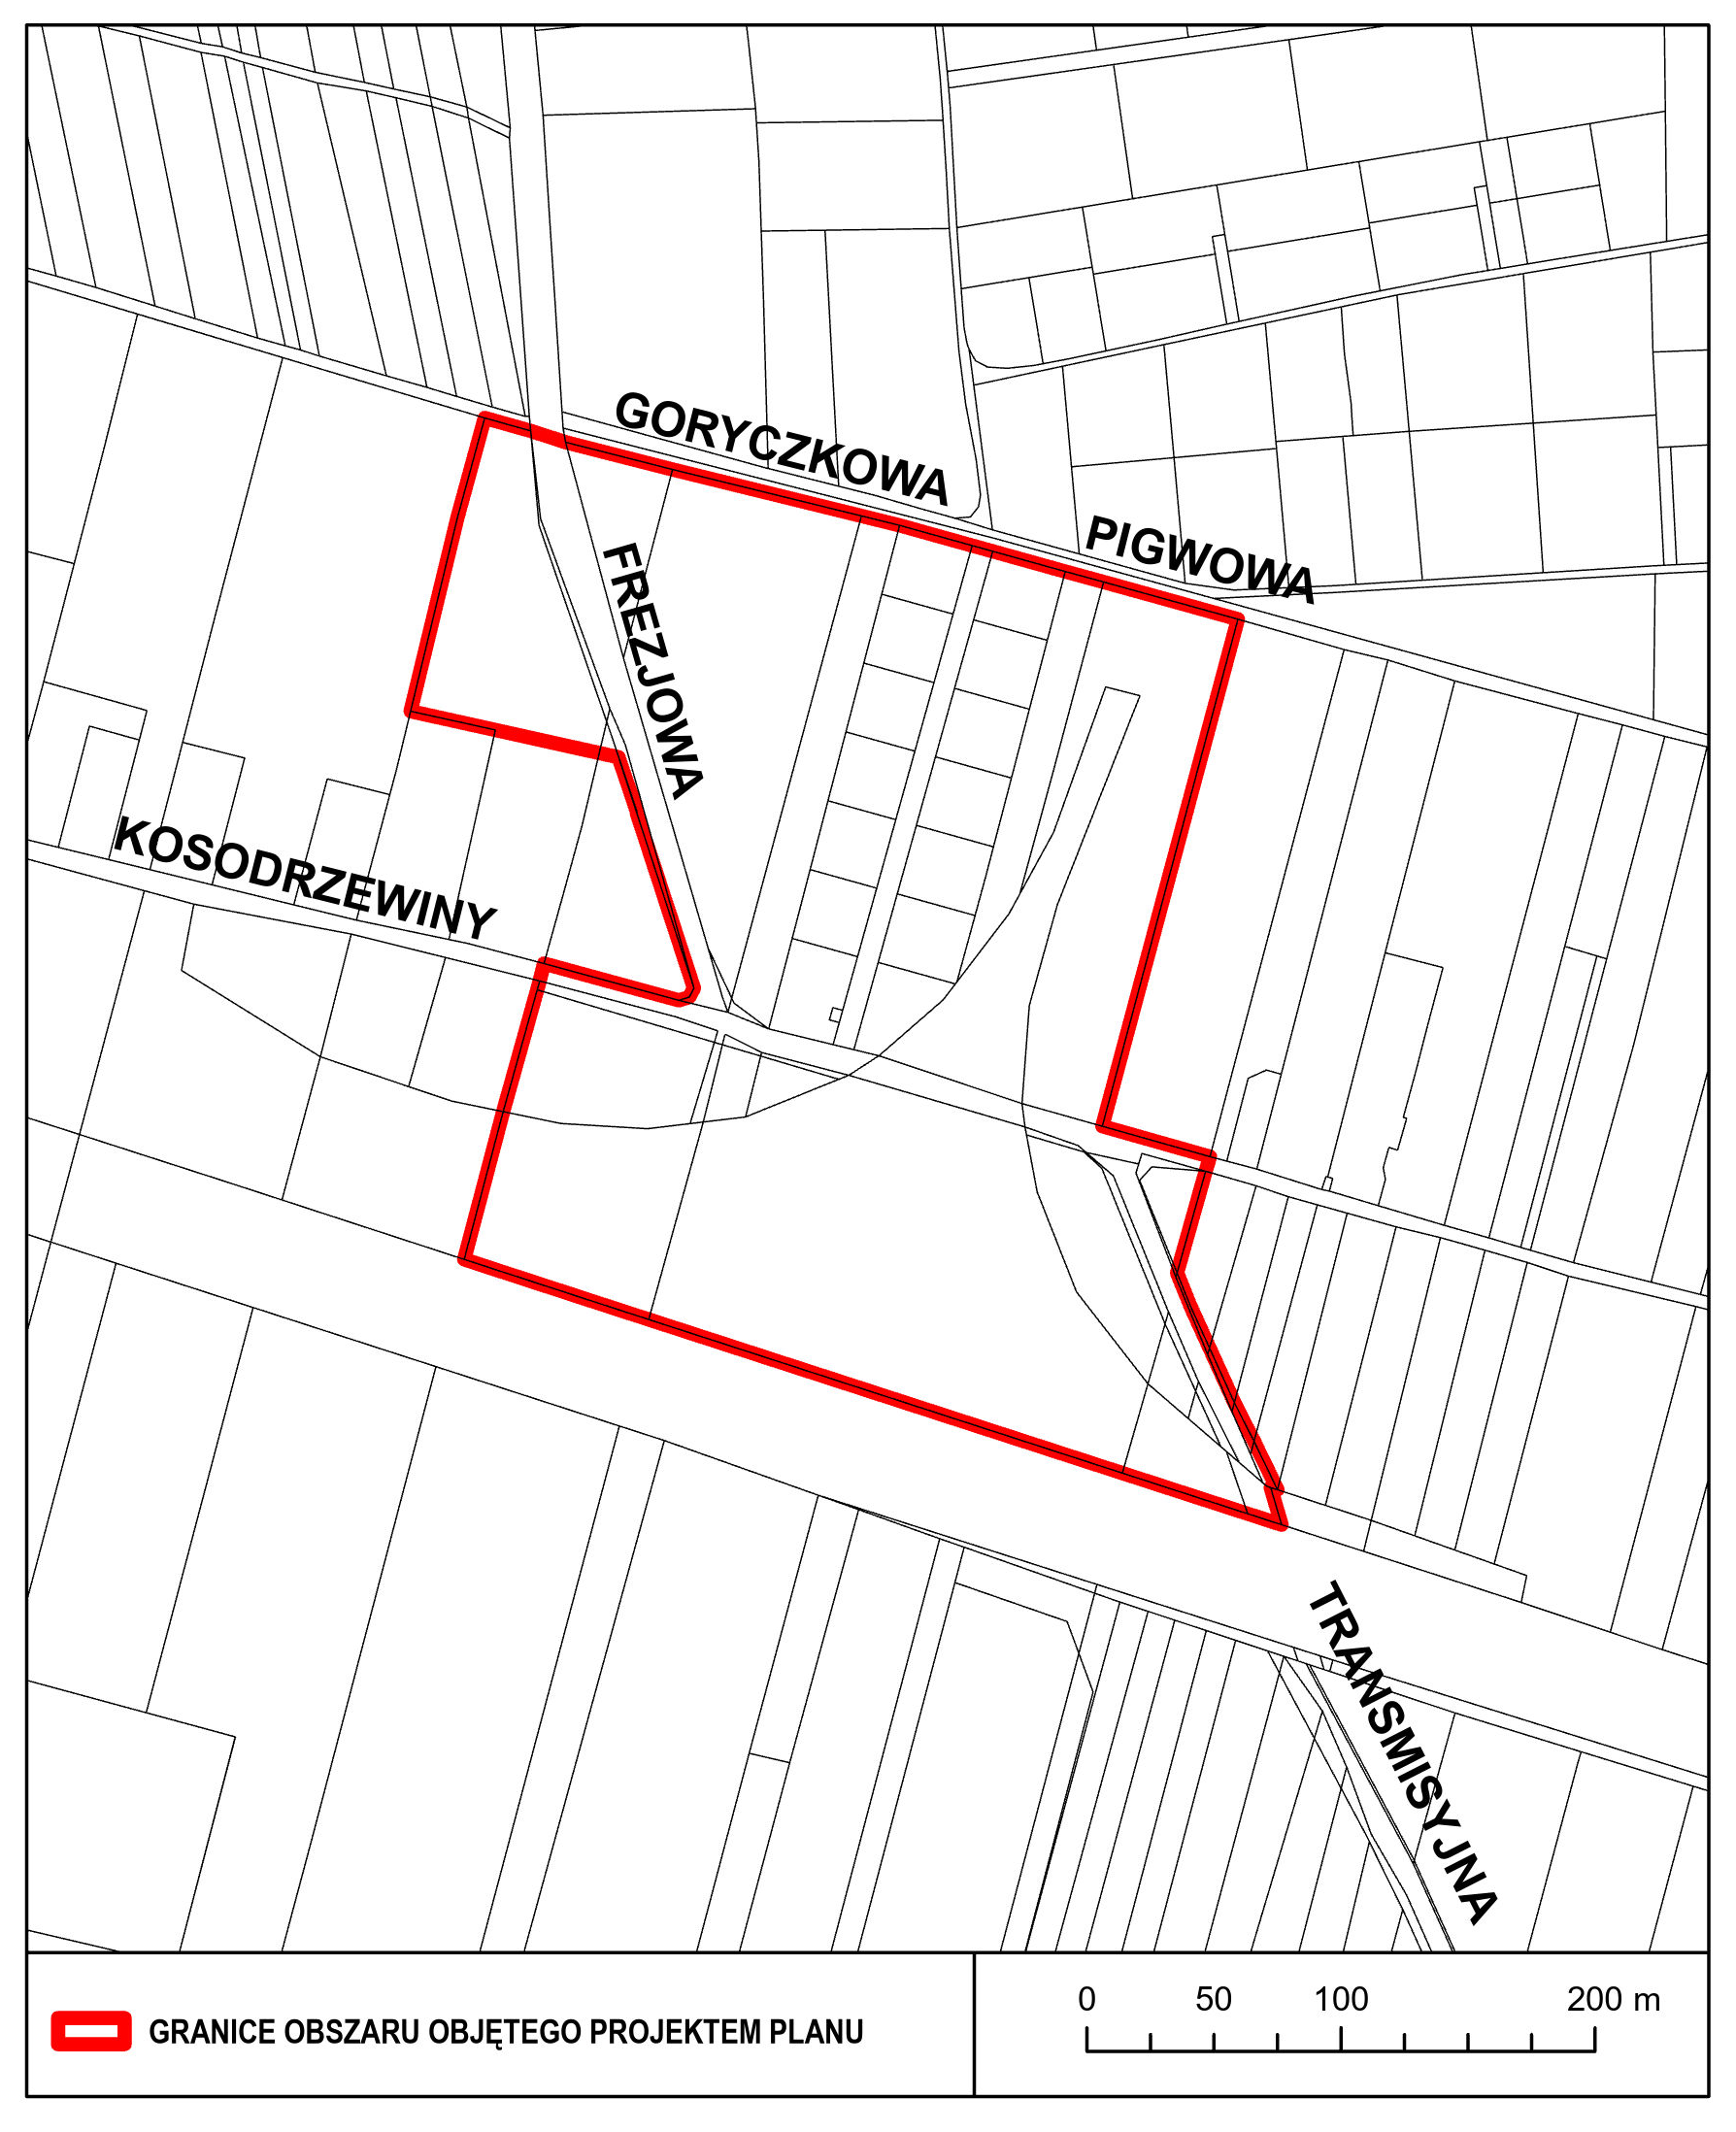 GORYCZKOWA
PIGWOWA
FREZJOWA
KOSODRZEWINY
TRANSMISYJNA
GRANICE OBSZARU OBJĘTEGO PROJEKTEM PLANU
0 50 100 200 m